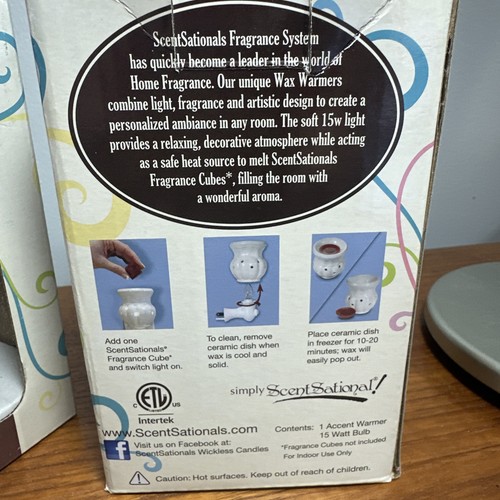 ScentSationals Fragrance System
has quickly become a leader in the world of
Home Fragrance. Our unique Wax Warmers
combine light, fragrance and artistic design to create a
personalized ambiance in any room. The soft 15w light
provides a relaxing, decorative atmosphere while acting
as a safe heat source to melt ScentSationals
Fragrance Cubes*, filling the room with
a wonderful aroma.
Add one
ScentSationals®
Fragrance Cube*
and switch light on.
To clean, remove
ceramic dish when
wax is cool and
solid.
Place ceramic dish
in freezer for 10-20
minutes; wax will
easily pop out.
C ETL US
Intertek
simply ScentSational!
www.ScentSationals.com
f Visit us on Facebook at:
ScentSationals Wickless Candles
Contents: 1 Accent Warmer
15 Watt Bulb
*Fragrance Cubes not included
For Indoor Use Only
Caution: Hot surfaces. Keep out of reach of children.